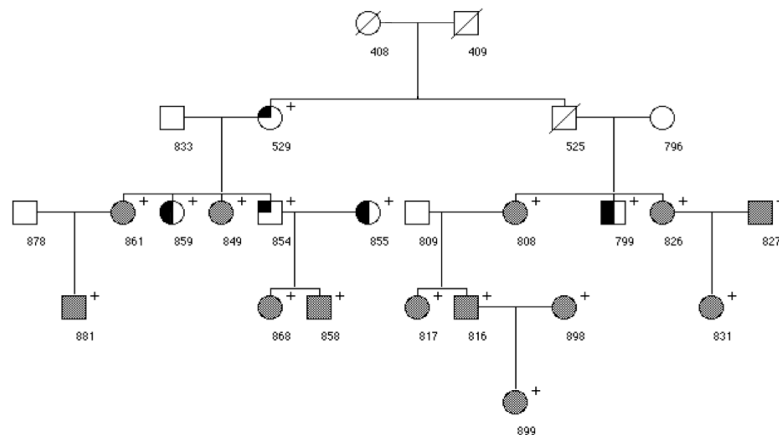 408 409
+
833 529 525 796
+ + + + + + + + +
878 861 859 849 854 855 809 808 799 826 827
+ + + + + + +
881 868 858 817 816 898 831
+
899